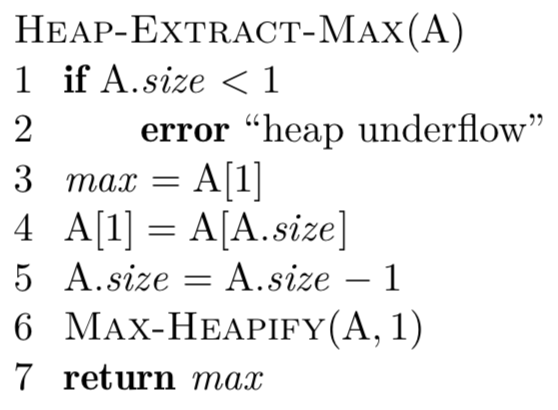 HEAP-EXTRACT-MAX(A)
1 if A.size < 1
2 error “heap underflow”
3 max = A[1]
4 A[1] = A[A.size]
5 A.size = A.size − 1
6 MAX-HEAPIFY(A, 1)
7 return max